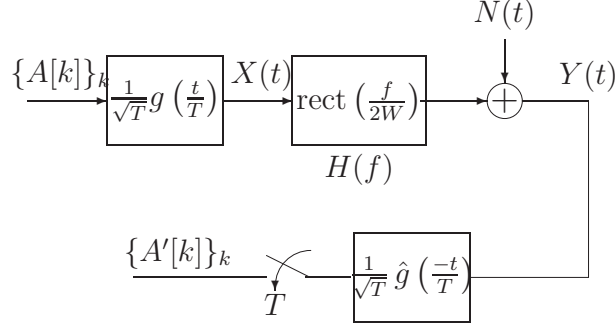 N(t)
{A[k]}_k
1/√T g (t/T)
X(t)
rect (f/2W)
+
Y(t)
H(f)
{A'[k]}_k
T
1/√T ĝ (-t/T)